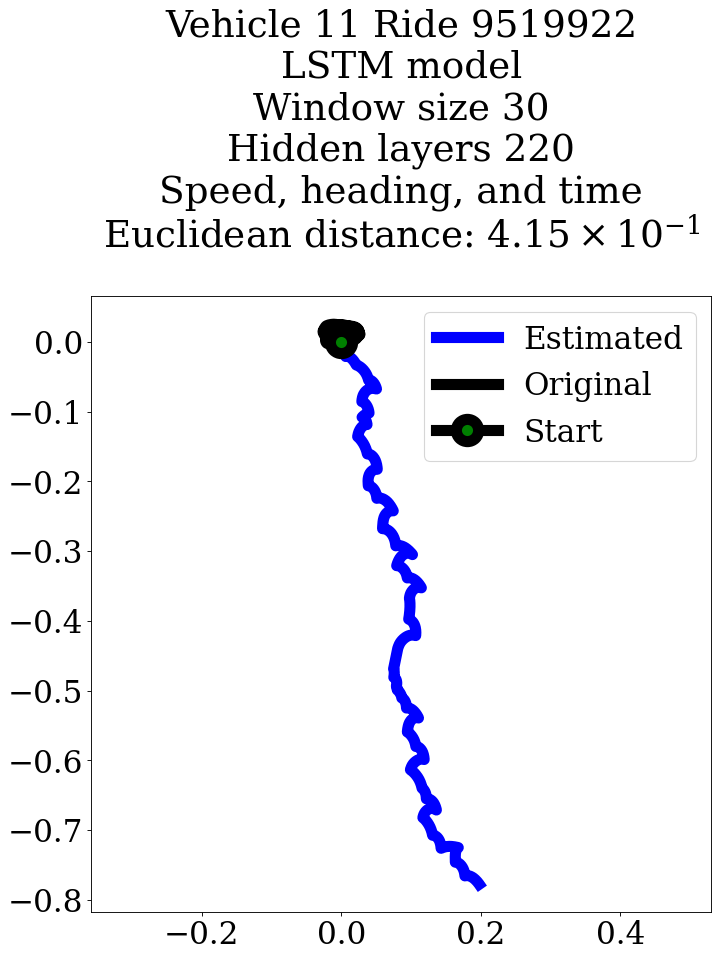 Vehicle 11 Ride 9519922
LSTM model
Window size 30
Hidden layers 220
Speed, heading, and time
Euclidean distance: 4.15 × 10⁻¹
Estimated
Original
Start
0.0
−0.1
−0.2
−0.3
−0.4
−0.5
−0.6
−0.7
−0.8
−0.2
0.0
0.2
0.4